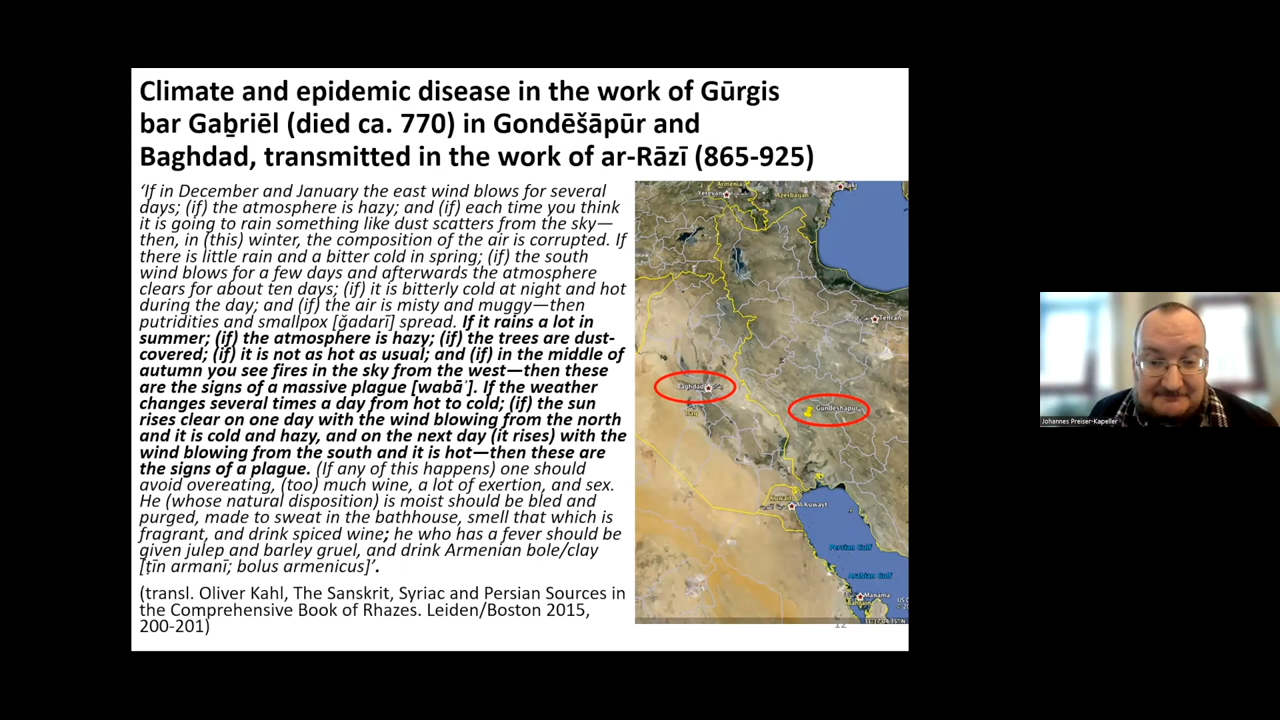 Climate and epidemic disease in the work of Gūrgis
bar Gaḇriēl (died ca. 770) in Gondēšāpūr and
Baghdad, transmitted in the work of ar-Rāzī (865-925)
‘If in December and January the east wind blows for several
days; (if) the atmosphere is hazy; and (if) each time you think
it is going to rain something like dust scatters from the sky—
then, in (this) winter, the composition of the air is corrupted. If
there is little rain and a bitter cold in spring; (if) the south
wind blows for a few days and afterwards the atmosphere
clears for about ten days; (if) it is bitterly cold at night and hot
during the day; and (if) the air is misty and muggy—then
putridities and smallpox [ǧadarī] spread. If it rains a lot in
summer; (if) the atmosphere is hazy; (if) the trees are dust-
covered; (if) it is not as hot as usual; and (if) in the middle of
autumn you see fires in the sky from the west—then these
are the signs of a massive plague [wabāʾ]. If the weather
changes several times a day from hot to cold; (if) the sun
rises clear on one day with the wind blowing from the north
and it is cold and hazy, and on the next day (it rises) with the
wind blowing from the south and it is hot—then these are
the signs of a plague. (If any of this happens) one should
avoid overeating, (too) much wine, a lot of exertion, and sex.
He (whose natural disposition) is moist should be bled and
purged, made to sweat in the bathhouse, smell that which is
fragrant, and drink spiced wine; he who has a fever should be
given julep and barley gruel, and drink Armenian bole/clay
[ṭīn armanī; bolus armenicus]’.
(transl. Oliver Kahl, The Sanskrit, Syriac and Persian Sources in
the Comprehensive Book of Rhazes. Leiden/Boston 2015,
200-201)
Armenia
Yerevan
Azerbaijan
Baku
Tehran
Baghdad
Iraq
Gundeshapur
Kuwait
Al Kuwayt
Persian Gulf
Arabian Gulf
Manama
Bahrain
12
Johannes Preiser-Kapeller